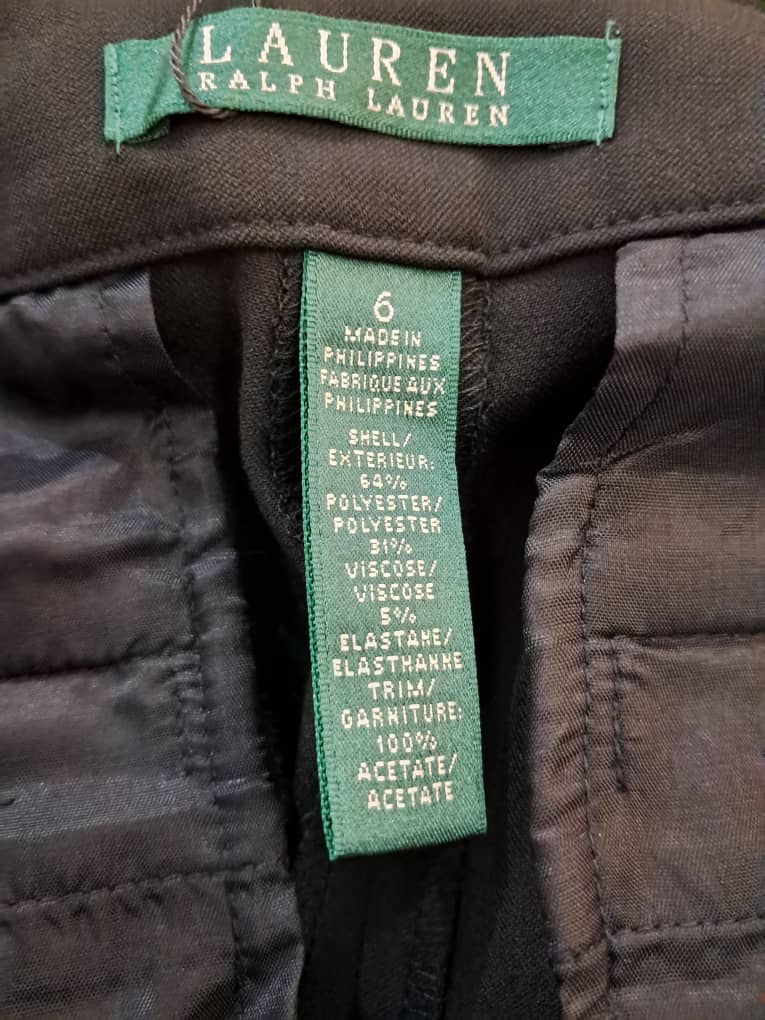 LAUREN
RALPH LAUREN
6
MADE IN
PHILIPPINES
FABRIQUE AUX
PHILIPPINES
SHELL/
EXTERIEUR:
64%
POLYESTER/
POLYESTER
31%
VISCOSE/
VISCOSE
5%
ELASTANE/
ELASTHANNE
TRIM/
GARNITURE:
100%
ACETATE/
ACETATE